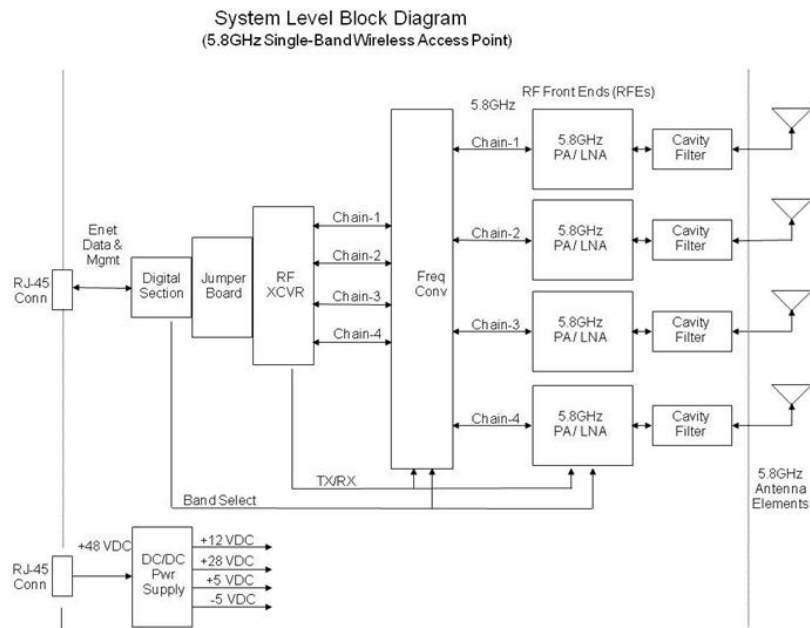 System Level Block Diagram
(5.8GHz Single-Band Wireless Access Point)
RF Front Ends (RFEs)
5.8GHz
Chain-1
5.8GHz
PA/ LNA
Cavity
Filter
Enet
Data &
Mgmt
RJ-45
Conn
Digital
Section
Jumper
Board
RF
XCVR
Chain-1
Chain-2
Chain-3
Chain-4
Freq
Conv
Chain-2
5.8GHz
PA/ LNA
Cavity
Filter
Chain-3
5.8GHz
PA/ LNA
Cavity
Filter
Chain-4
5.8GHz
PA/ LNA
Cavity
Filter
TX/RX
Band Select
5.8GHz
Antenna
Elements
RJ-45
Conn
+48 VDC
DC/DC
Pwr
Supply
+12 VDC
+28 VDC
+5 VDC
-5 VDC